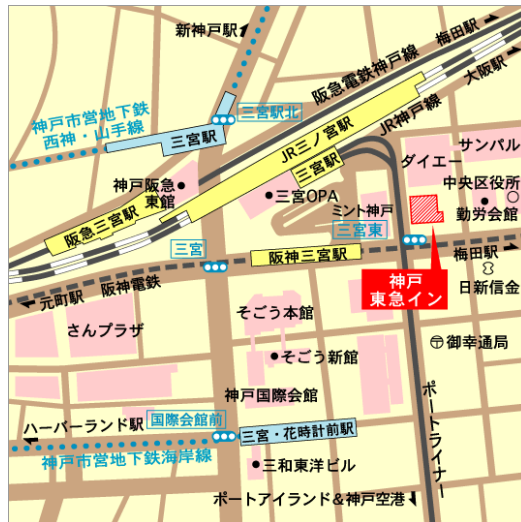 新神戸駅
梅田駅
阪急電鉄神戸線
大阪駅
神戸市営地下鉄
西神・山手線
三宮駅北
三宮駅
JR三ノ宮駅
JR神戸線
三宮駅
サンパル
ダイエー
神戸阪急
東館
三宮OPA
中央区役所
勤労会館
ミント神戸
阪急三宮駅
三宮東
三宮
阪神三宮駅
梅田駅
神戸
東急イン
日新信金
元町駅
阪神電鉄
そごう本館
さんプラザ
そごう新館
御幸通局
神戸国際会館
ポートライナー
国際会館前
ハーバーランド駅
三宮・花時計前駅
神戸市営地下鉄海岸線
三和東洋ビル
ポートアイランド&神戸空港